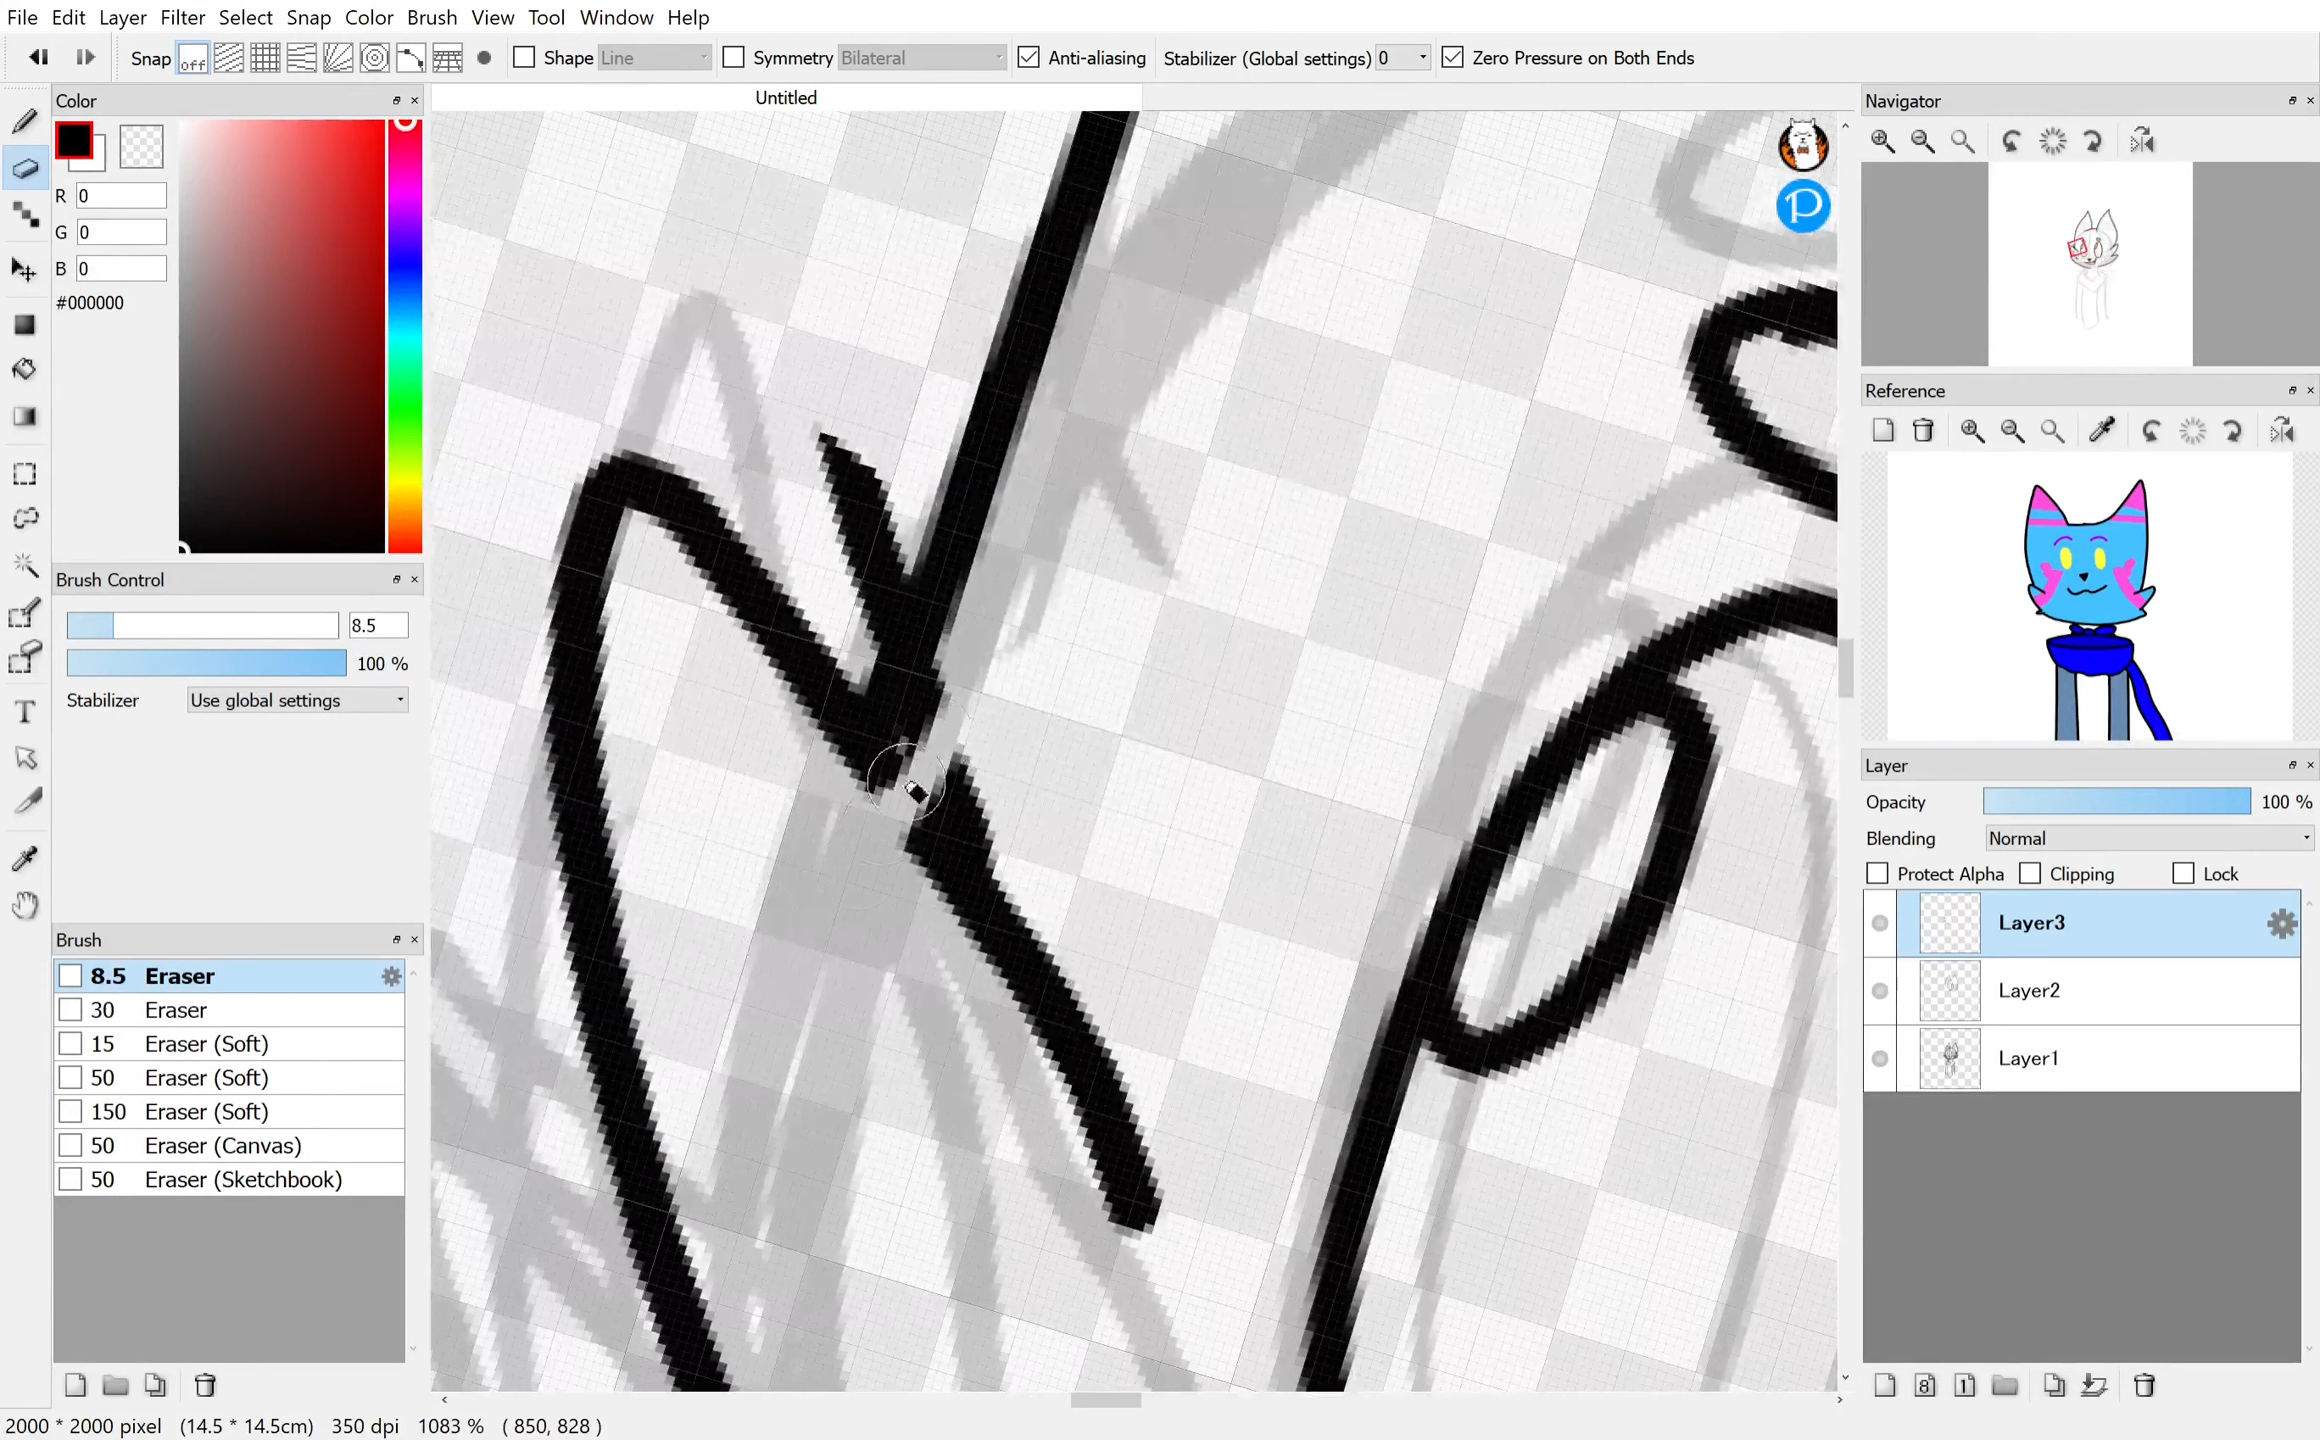 File Edit Layer Filter Select Snap Color Brush View Tool Window Help
Snap off Shape Line Symmetry Bilateral Anti-aliasing Stabilizer (Global settings) 0 Zero Pressure on Both Ends
Color
R 0
G 0
B 0
#000000
Brush Control
8.5
100 %
Stabilizer Use global settings
Brush
8.5 Eraser
30 Eraser
15 Eraser (Soft)
50 Eraser (Soft)
150 Eraser (Soft)
50 Eraser (Canvas)
50 Eraser (Sketchbook)
Untitled
P
Navigator
Reference
Layer
Opacity 100 %
Blending Normal
Protect Alpha Clipping Lock
Layer3
Layer2
Layer1
8 1
T
2000 * 2000 pixel (14.5 * 14.5cm) 350 dpi 1083 % ( 850, 828 )